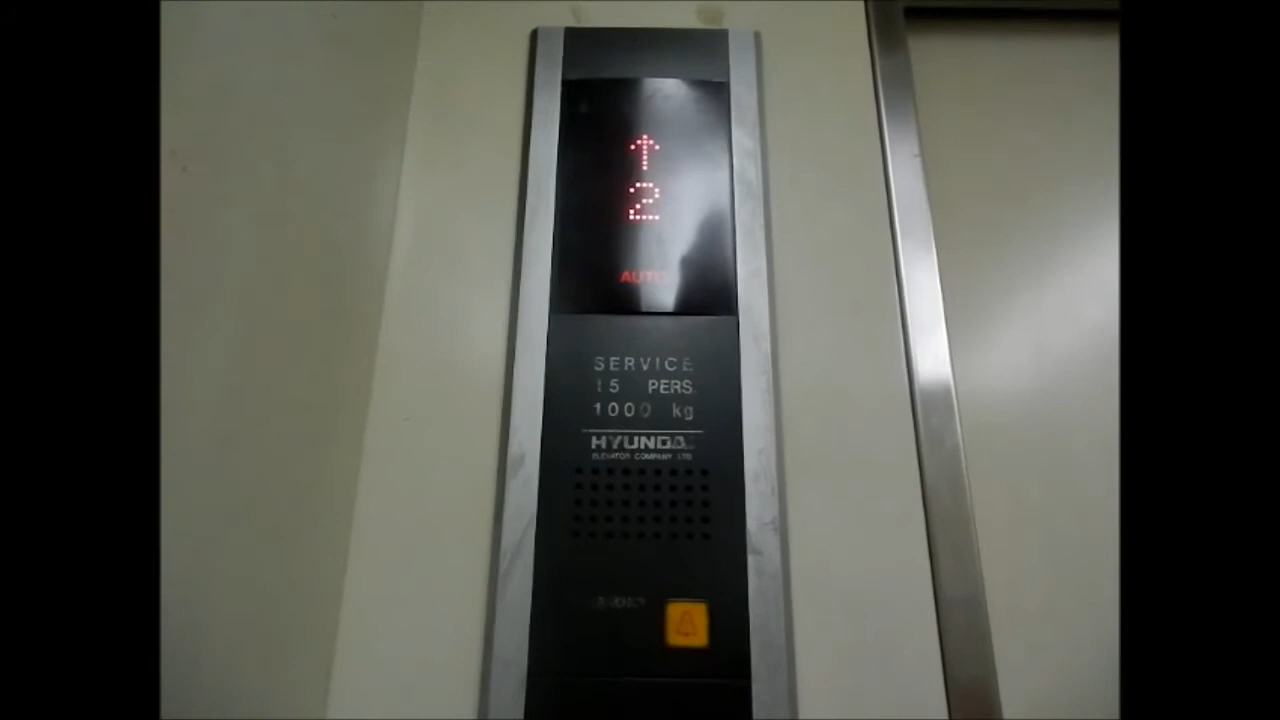 ↑
2
AUTO
SERVICE
15 PERS.
1000 kg
HYUNDAI
ELEVATOR COMPANY LTD